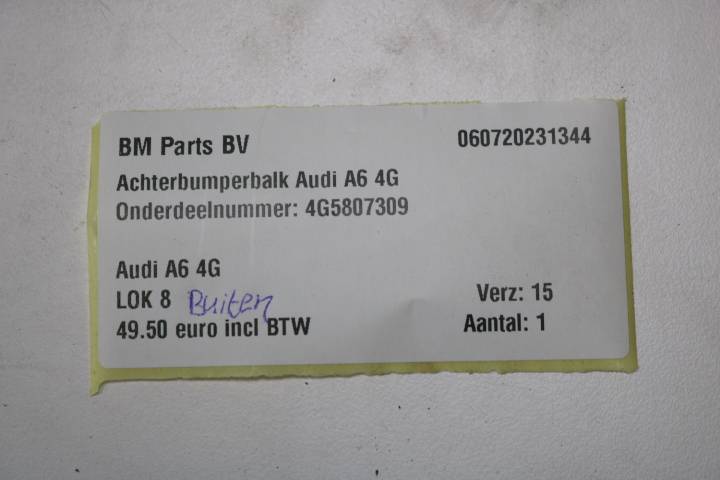 BM Parts BV 060720231344
Achterbumperbalk Audi A6 4G
Onderdeelnummer: 4G5807309
Audi A6 4G
LOK 8 Buiten Verz: 15
49.50 euro incl BTW Aantal: 1